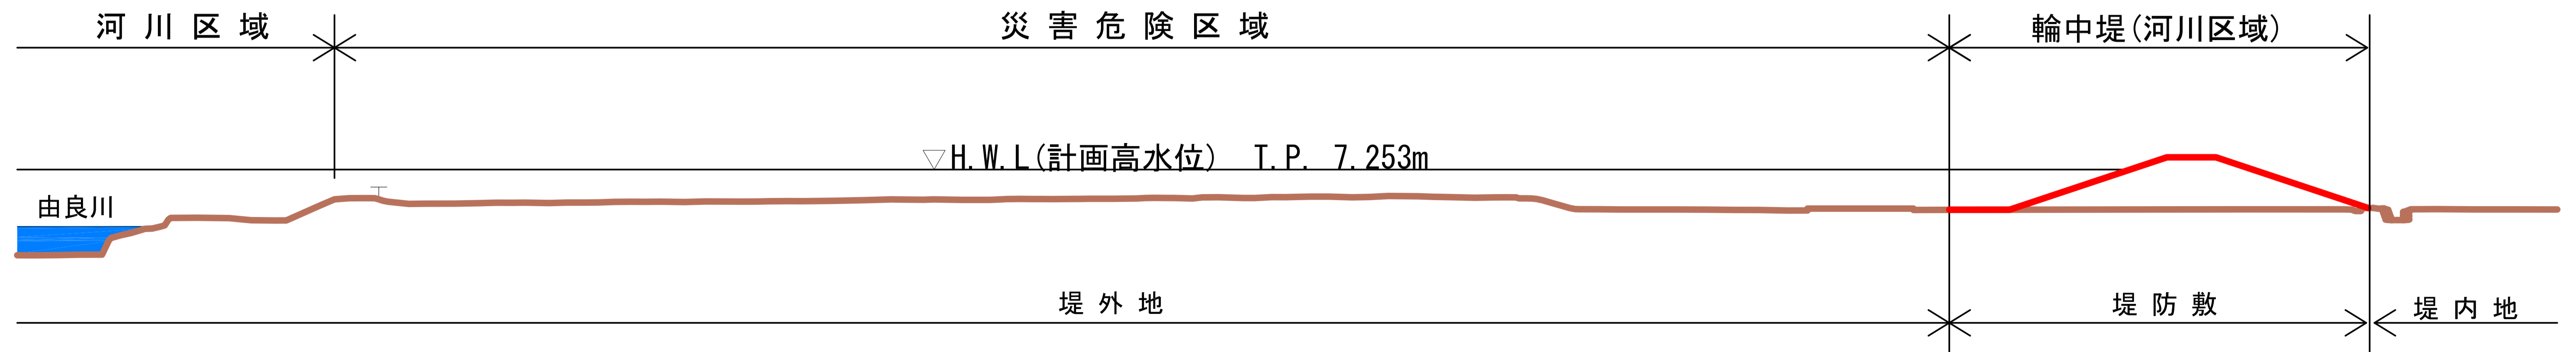 河川区域 災害危険区域 輪中堤(河川区域)
▽H.W.L(計画高水位) T.P. 7.253m
由良川
堤外地 堤防敷 堤内地